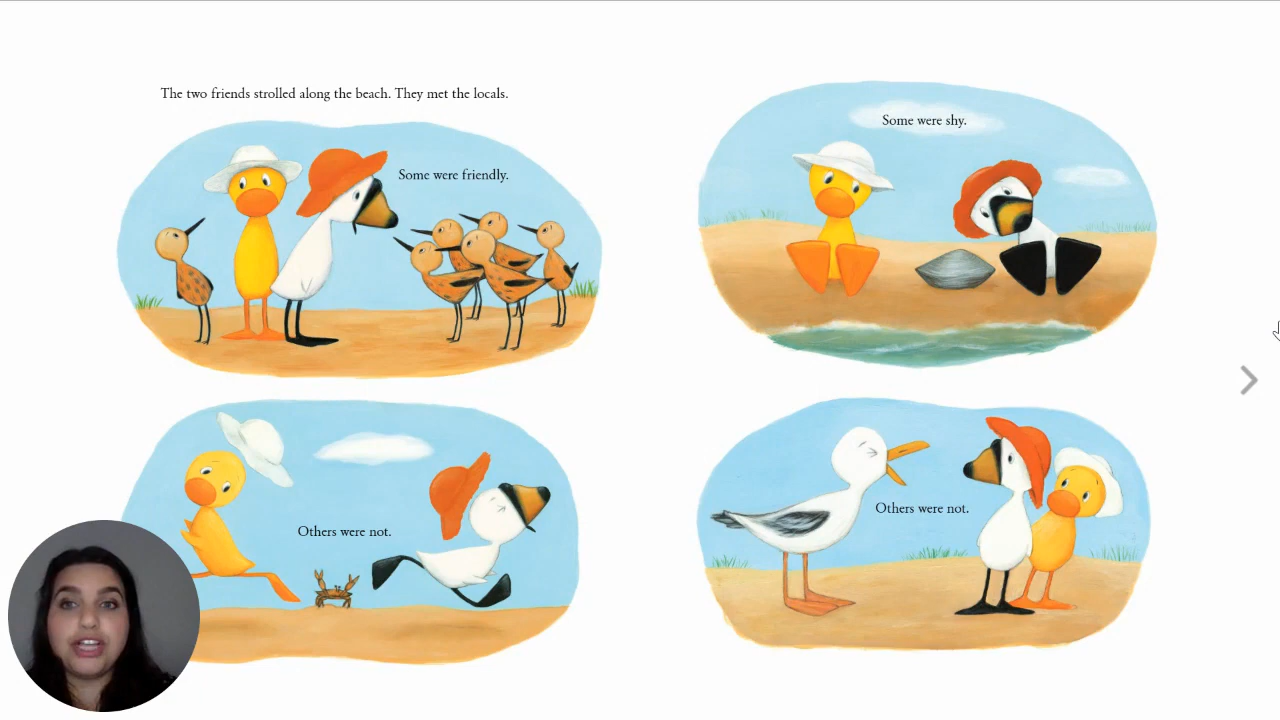 The two friends strolled along the beach. They met the locals.
Some were friendly.
Others were not.
Some were shy.
Others were not.